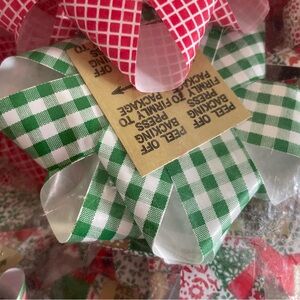 PEEL OFF
BACKING
PRESS
FIRMLY TO
PACKAGE
PEEL OFF
BACKING
PRESS
FIRMLY TO
PACKAGE